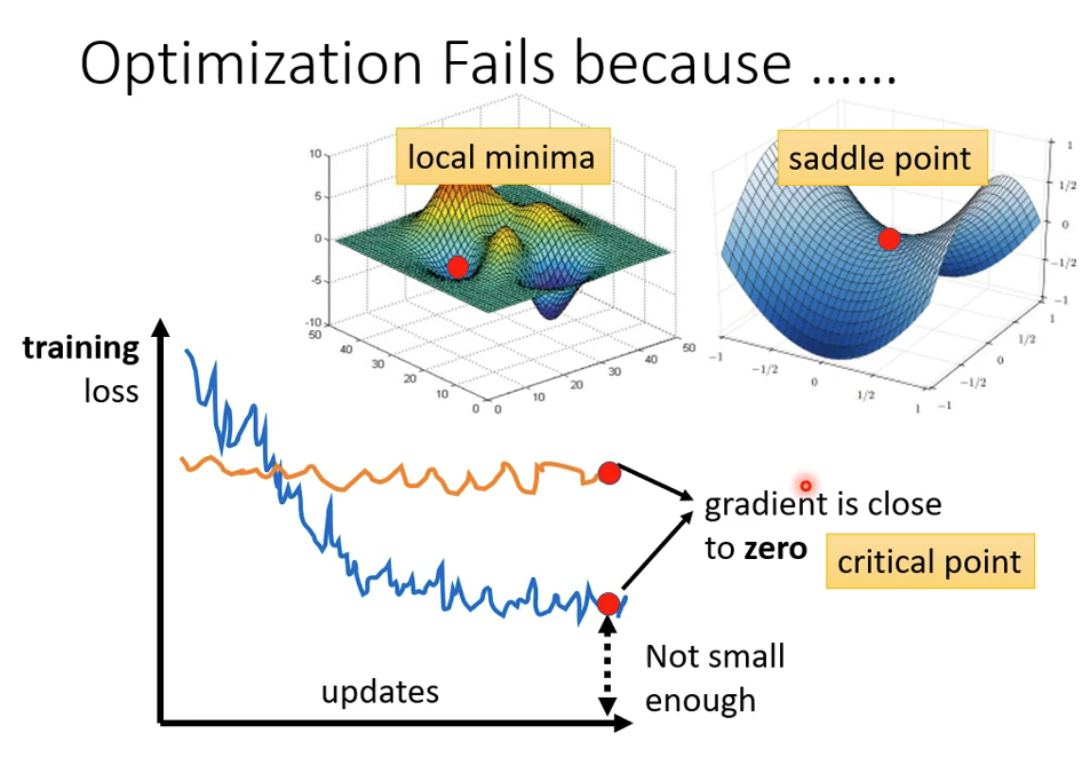 Optimization Fails because ......
local minima
saddle point
10
5
0
-5
-10
50
40
30
20
10
0
0
10
20
30
40
50
1
1/2
0
-1/2
-1
1
1/2
0
-1/2
-1
-1
-1/2
0
1/2
1
training
loss
gradient is close
to zero
critical point
Not small
enough
updates